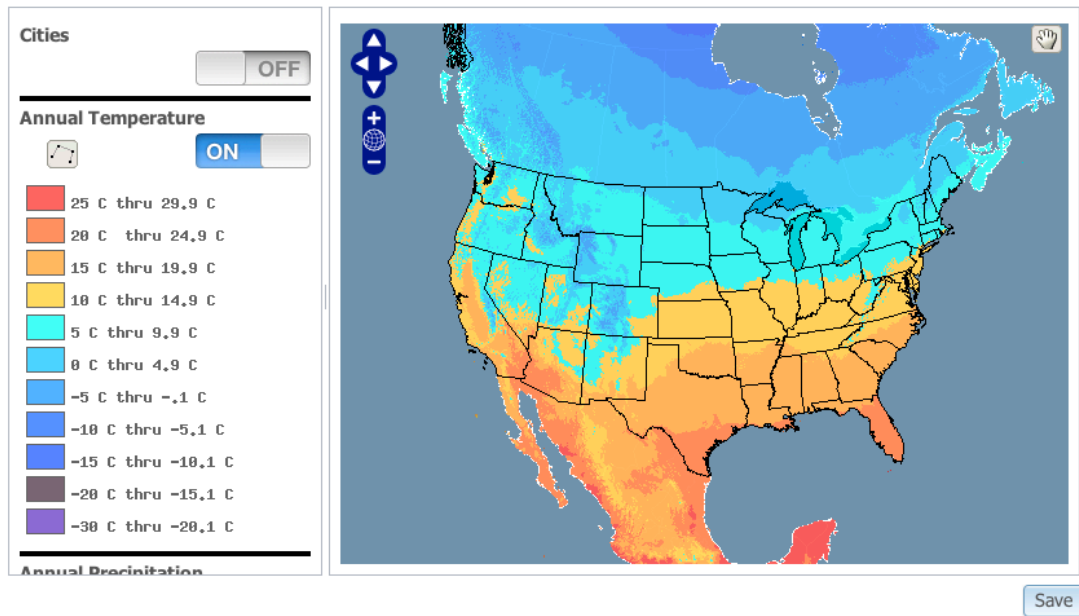 Cities
OFF
Annual Temperature
ON
25 C thru 29.9 C
20 C thru 24.9 C
15 C thru 19.9 C
10 C thru 14.9 C
5 C thru 9.9 C
0 C thru 4.9 C
-5 C thru -.1 C
-10 C thru -5.1 C
-15 C thru -10.1 C
-20 C thru -15.1 C
-30 C thru -20.1 C
Annual Precipitation
Save